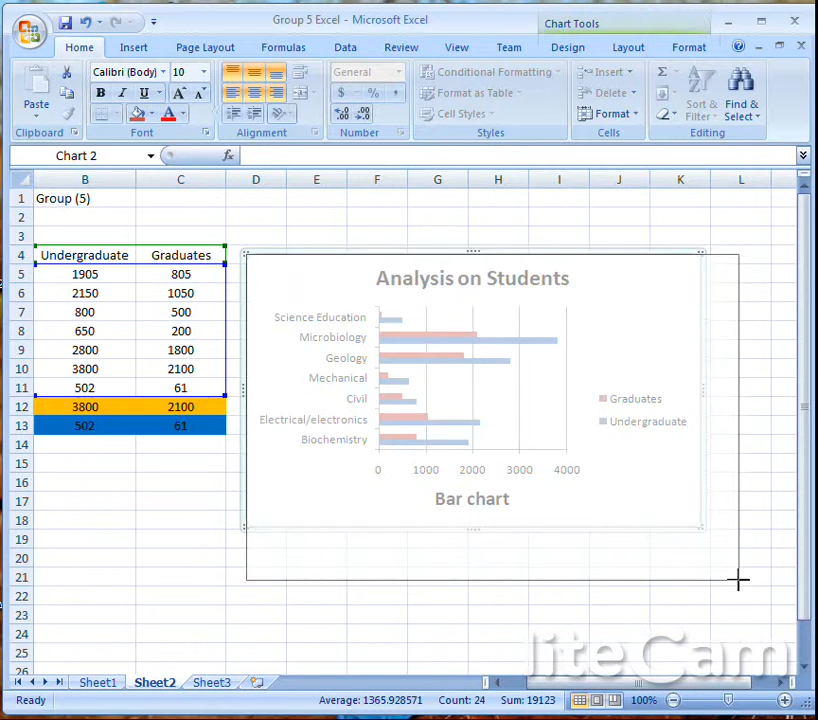 Group 5 Excel - Microsoft Excel
Chart Tools
Home Insert Page Layout Formulas Data Review View Team Design Layout Format
Paste
Calibri (Body) 10
B I U A A
General
$ % ,
Conditional Formatting
Format as Table
Cell Styles
Insert
Delete
Format
Σ
Sort & Filter
Find & Select
Clipboard Font Alignment Number Styles Cells Editing
Chart 2 fx
B C D E F G H I J K L
1 Group (5)
2
3
4 Undergraduate Graduates
5 1905 805
6 2150 1050
7 800 500
8 650 200
9 2800 1800
10 3800 2100
11 502 61
12 3800 2100
13 502 61
14
15
16
17
18
19
20
21
22
23
24
25
26
Analysis on Students
Science Education
Microbiology
Geology
Mechanical
Civil
Electrical/electronics
Biochemistry
0 1000 2000 3000 4000
Bar chart
Graduates
Undergraduate
liteCam
Sheet1 Sheet2 Sheet3
Ready Average: 1365.928571 Count: 24 Sum: 19123 100%